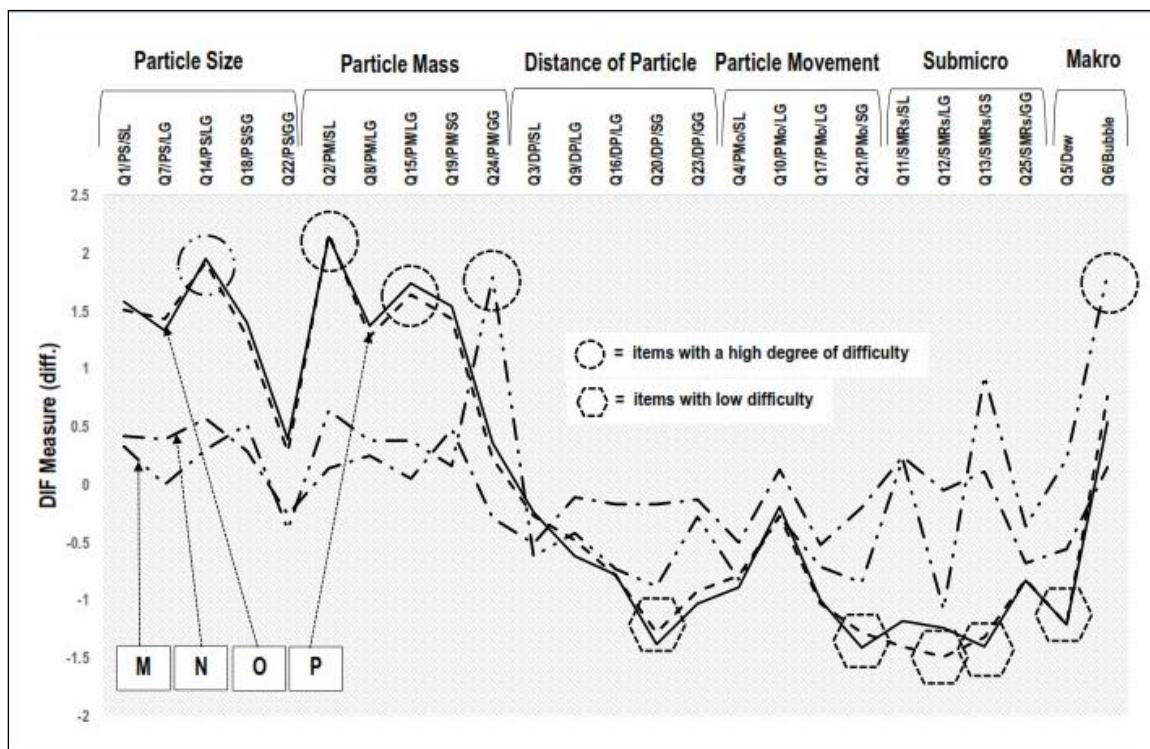 Particle Size
Particle Mass
Distance of Particle
Particle Movement
Submicro
Makro
Q1/PS/SL
Q7/PS/LG
Q14/PS/LG
Q18/PS/SG
Q22/PS/GG
Q2/PM/SL
Q8/PM/LG
Q15/PM/LG
Q19/PM/SG
Q24/PM/GG
Q3/DP/SL
Q9/DP/LG
Q16/DP/LG
Q20/DP/SG
Q23/DP/GG
Q4/PMo/SL
Q10/PMo/LG
Q17/PMo/LG
Q21/PMo/SG
Q11/SMRs/SL
Q12/SMRs/LG
Q13/SMRs/GS
Q25/SMRs/GG
Q5/Dew
Q6/Bubble
2.5
2
1.5
1
0.5
0
-0.5
-1
-1.5
-2
DIF Measure (diff.)
= items with a high degree of difficulty
= items with low difficulty
M N O P